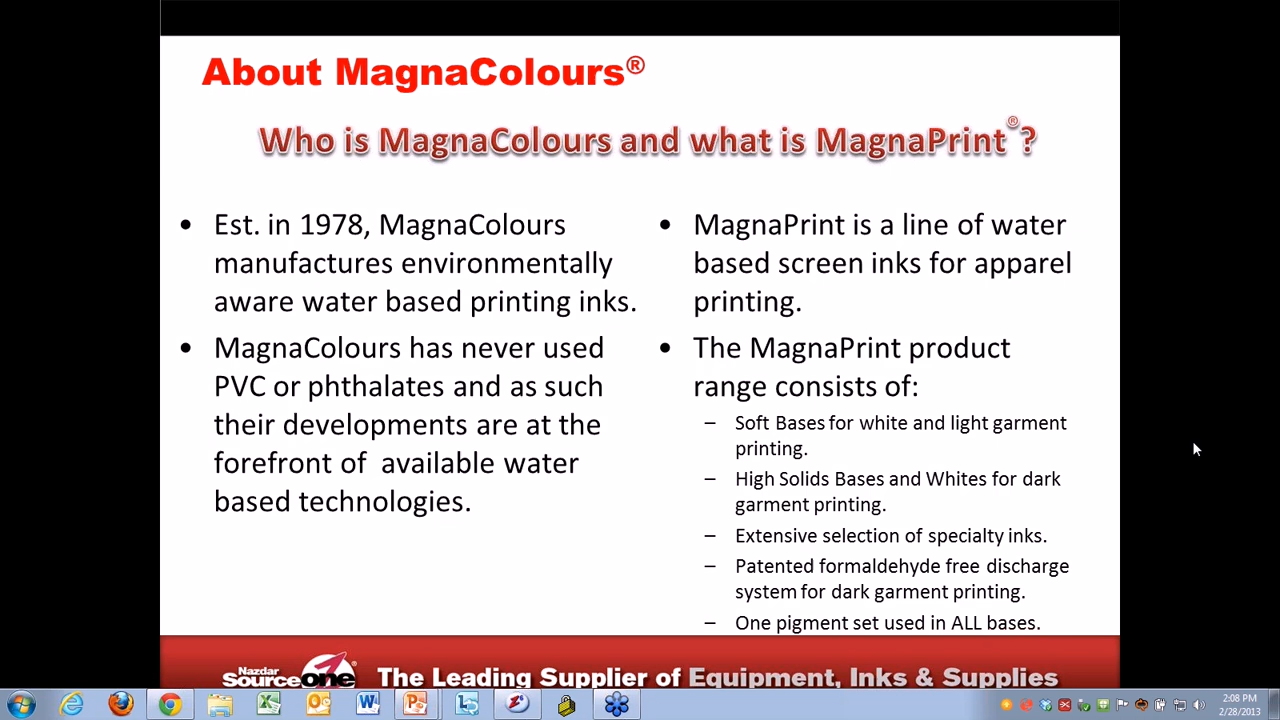 About MagnaColours®
Who is MagnaColours and what is MagnaPrint®?
• Est. in 1978, MagnaColours
manufactures environmentally
aware water based printing inks.
• MagnaColours has never used
PVC or phthalates and as such
their developments are at the
forefront of available water
based technologies.
• MagnaPrint is a line of water
based screen inks for apparel
printing.
• The MagnaPrint product
range consists of:
– Soft Bases for white and light garment
printing.
– High Solids Bases and Whites for dark
garment printing.
– Extensive selection of specialty inks.
– Patented formaldehyde free discharge
system for dark garment printing.
– One pigment set used in ALL bases.
Nazdar
SourceOne®
The Leading Supplier of Equipment, Inks & Supplies
2:08 PM
2/28/2013